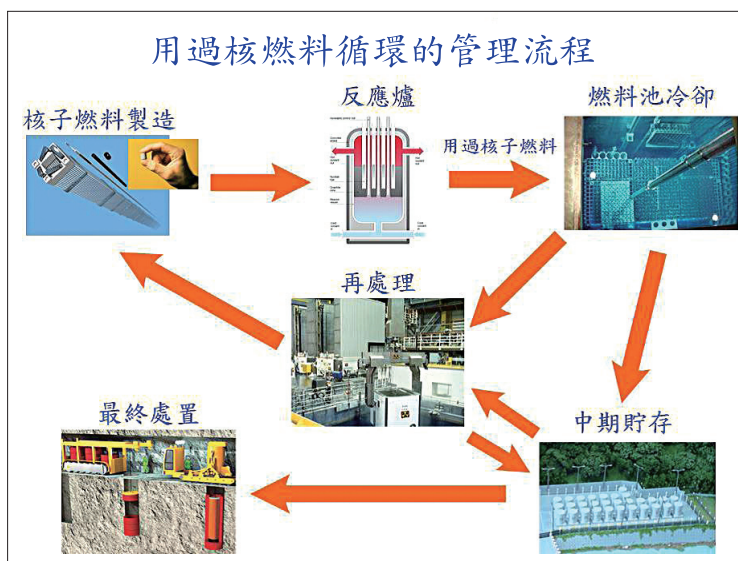 用過核燃料循環的管理流程
核子燃料製造
反應爐
燃料池冷卻
用過核子燃料
再處理
最終處置
中期貯存